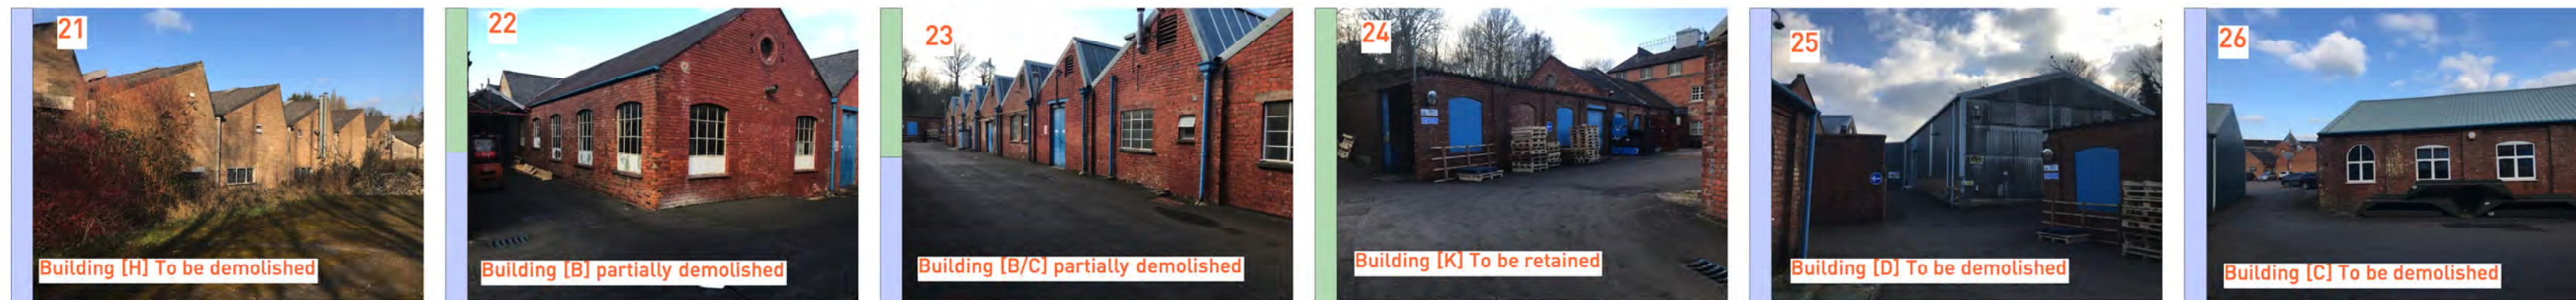 21
Building [H] To be demolished
22
Building [B] partially demolished
23
Building [B/C] partially demolished
24
Building [K] To be retained
25
Building [D] To be demolished
26
Building [C] To be demolished